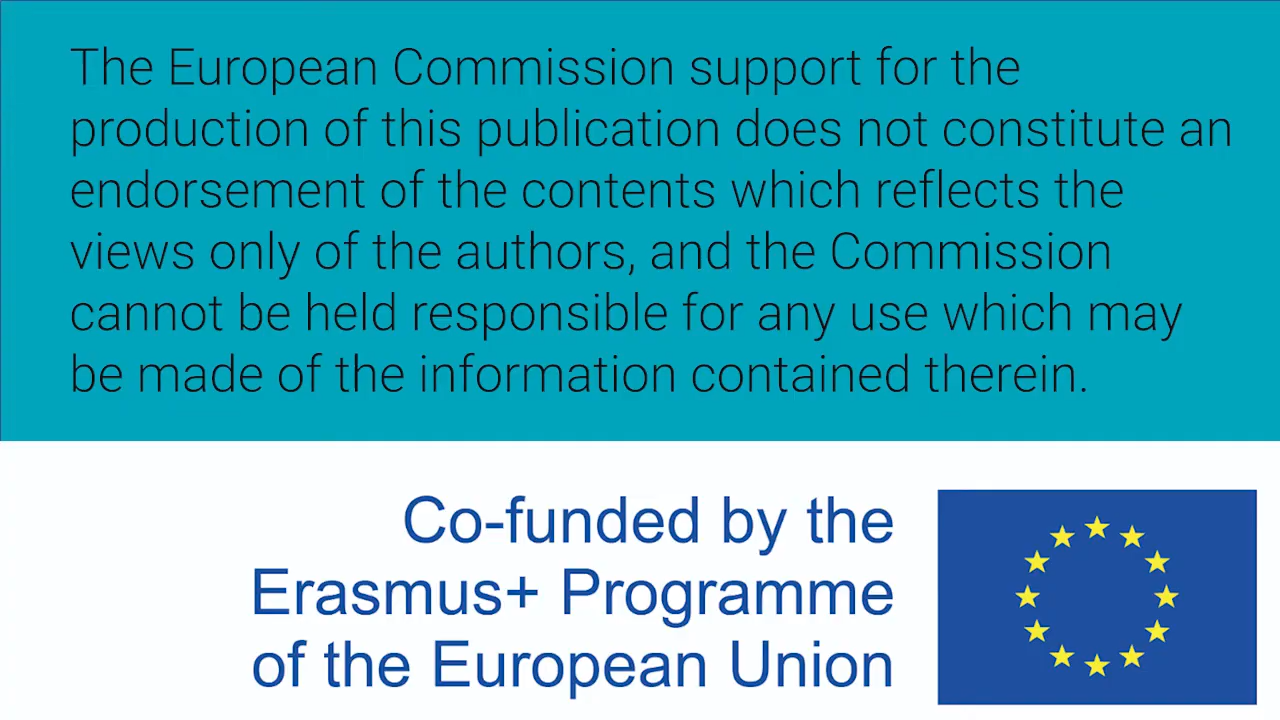 The European Commission support for the
production of this publication does not constitute an
endorsement of the contents which reflects the
views only of the authors, and the Commission
cannot be held responsible for any use which may
be made of the information contained therein.
Co-funded by the
Erasmus+ Programme
of the European Union